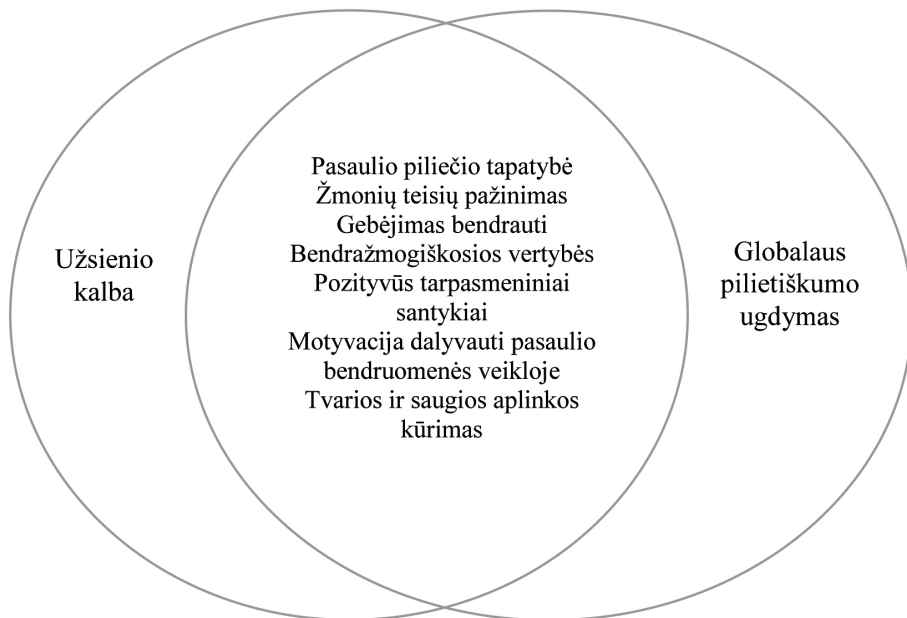 Užsienio
kalba
Pasaulio piliečio tapatybė
Žmonių teisių pažinimas
Gebėjimas bendrauti
Bendražmogiškosios vertybės
Pozityvūs tarpasmeniniai
santykiai
Motyvacija dalyvauti pasaulio
bendruomenės veikloje
Tvarios ir saugios aplinkos
kūrimas
Globalaus
pilietiškumo
ugdymas